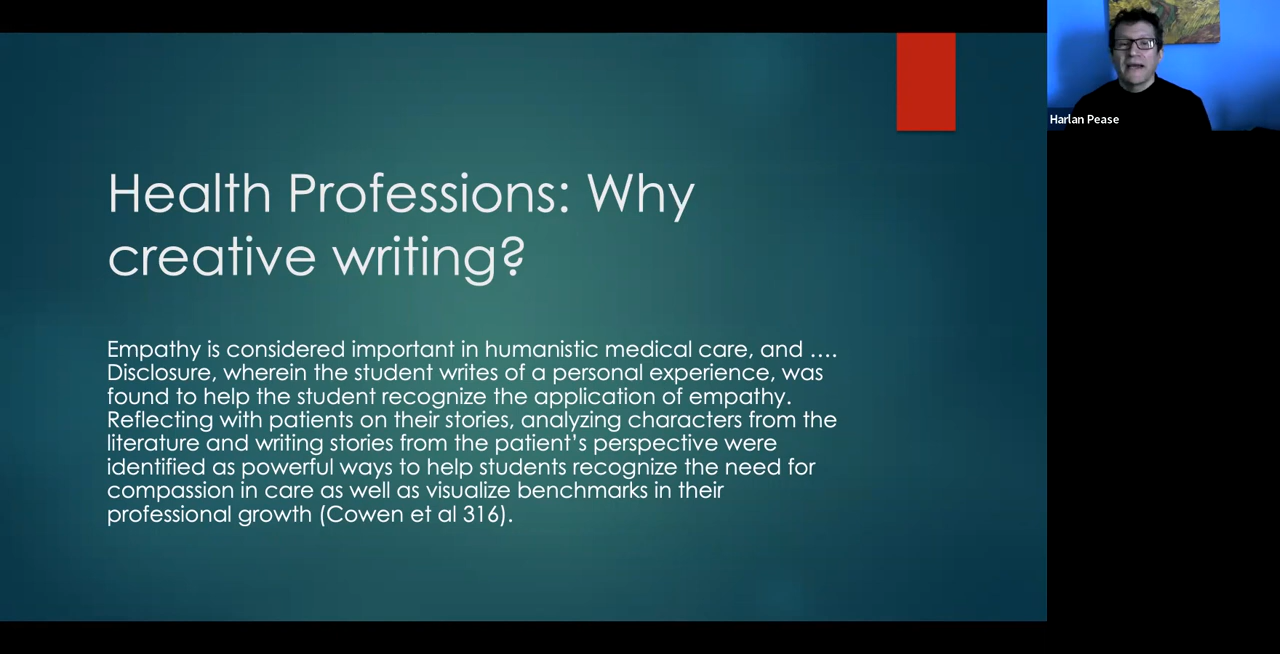 Health Professions: Why
creative writing?
Empathy is considered important in humanistic medical care, and ….
Disclosure, wherein the student writes of a personal experience, was
found to help the student recognize the application of empathy.
Reflecting with patients on their stories, analyzing characters from the
literature and writing stories from the patient’s perspective were
identified as powerful ways to help students recognize the need for
compassion in care as well as visualize benchmarks in their
professional growth (Cowen et al 316).
Harlan Pease